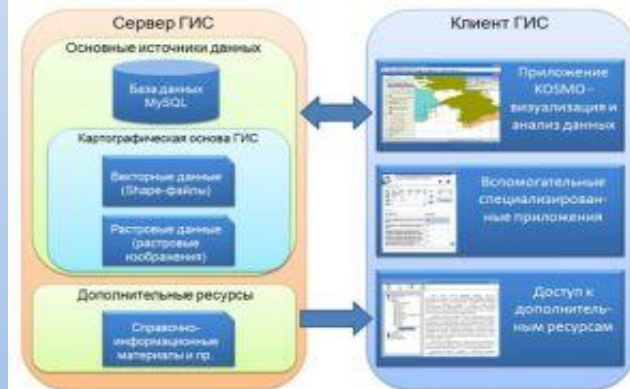 Сервер ГИС
Основные источники данных
База данных
MySQL
Картографическая основа ГИС
Векторные данные
(Shape-файлы)
Растровые данные
(растровые
изображения)
Дополнительные ресурсы
Справочно-
информационные
материалы и пр.
Клиент ГИС
Приложение
KOSMO –
визуализация и
анализ данных
Вспомогательные
специализирован-
ные приложения
Доступ к
дополнитель-
ным ресурсам